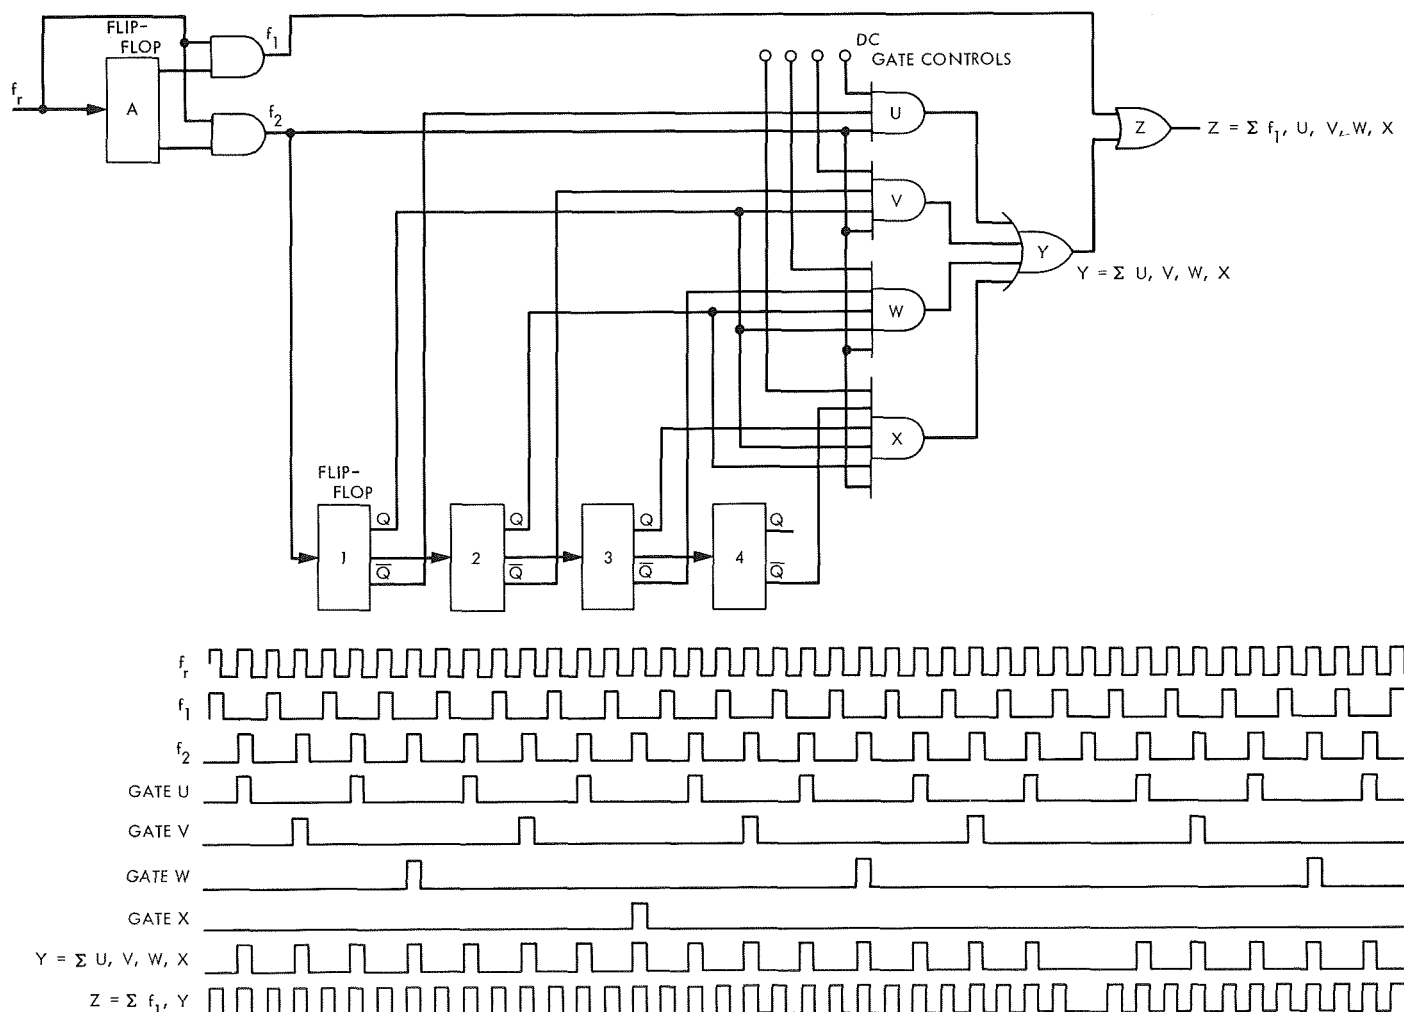 FLIP-
FLOP
f1
DC
GATE CONTROLS
fr
A
f2
U
Z
Z = Σ f1, U, V, W, X
V
Y
Y = Σ U, V, W, X
W
X
FLIP-
FLOP
Q
Q
Q
Q
1
2
3
4
Q̅
Q̅
Q̅
Q̅
fr
f1
f2
GATE U
GATE V
GATE W
GATE X
Y = Σ U, V, W, X
Z = Σ f1, Y